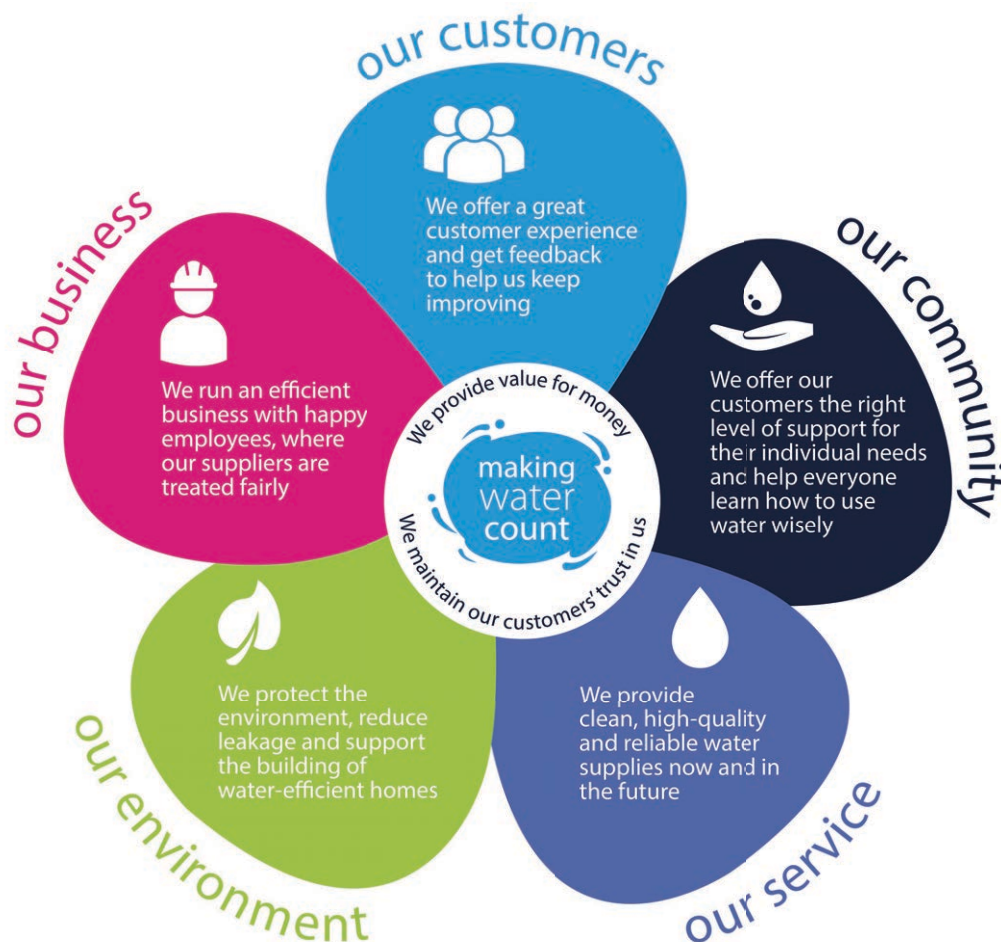 our customers
We offer a great
customer experience
and get feedback
to help us keep
improving
our community
We offer our
customers the right
level of support for
their individual needs
and help everyone
learn how to use
water wisely
our service
We provide
clean, high-quality
and reliable water
supplies now and in
the future
our environment
We protect the
environment, reduce
leakage and support
the building of
water-efficient homes
our business
We run an efficient
business with happy
employees, where
our suppliers are
treated fairly
We provide value for money
making
water
count
We maintain our customers' trust in us